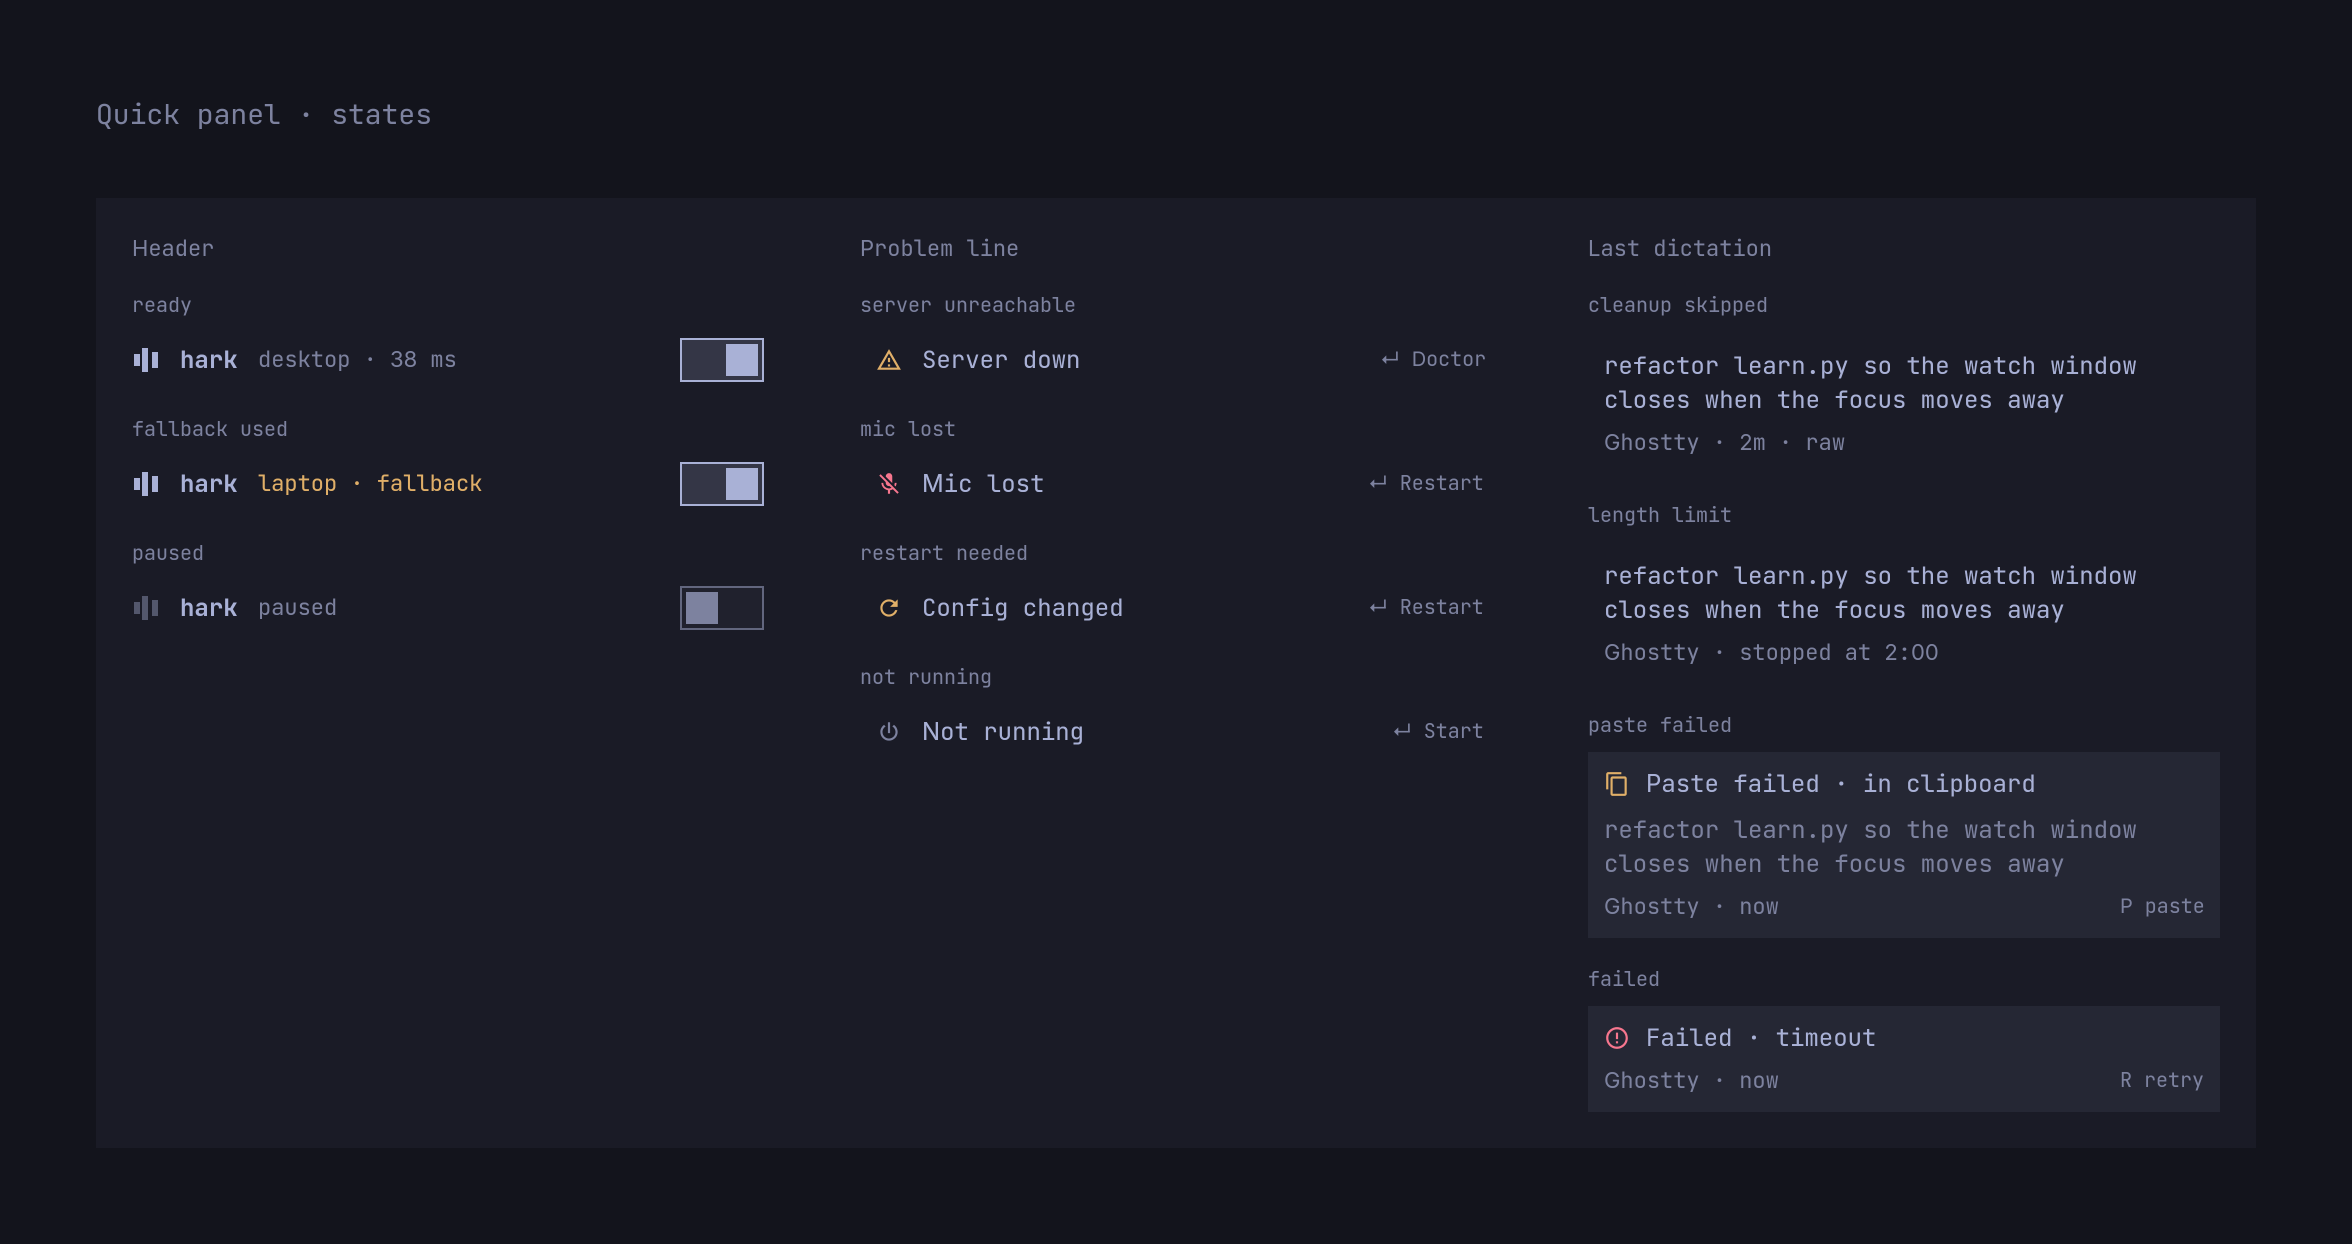 Quick panel · states
Header
ready
hark desktop · 38 ms
fallback used
hark laptop · fallback
paused
hark paused
Problem line
server unreachable
Server down ↵ Doctor
mic lost
Mic lost ↵ Restart
restart needed
Config changed ↵ Restart
not running
Not running ↵ Start
Last dictation
cleanup skipped
refactor learn.py so the watch window
closes when the focus moves away
Ghostty · 2m · raw
length limit
refactor learn.py so the watch window
closes when the focus moves away
Ghostty · stopped at 2:00
paste failed
Paste failed · in clipboard
refactor learn.py so the watch window
closes when the focus moves away
Ghostty · now P paste
failed
Failed · timeout
Ghostty · now R retry